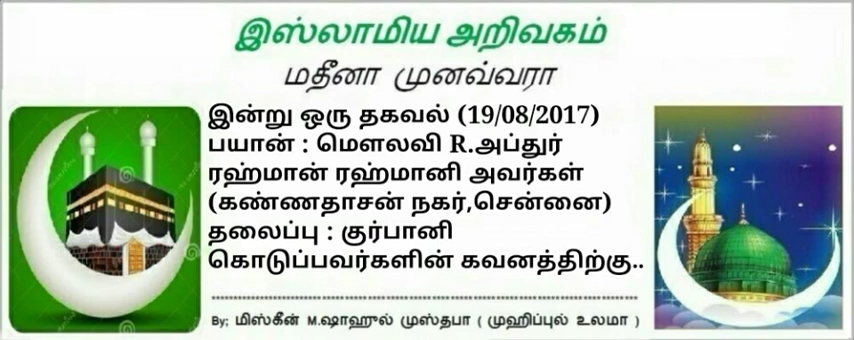 இஸ்லாமிய அறிவகம்
மதீனா முனவ்வரா
இன்று ஒரு தகவல் (19/08/2017)
பயான் : மௌலவி R.அப்துர்
ரஹ்மான் ரஹ்மானி அவர்கள்
(கண்ணதாசன் நகர்,சென்னை)
தலைப்பு : குர்பானி
கொடுப்பவர்களின் கவனத்திற்கு..
By; மிஸ்கீன் M.ஷாஹுல் முஸ்தபா ( முஹிப்புல் உலமா )